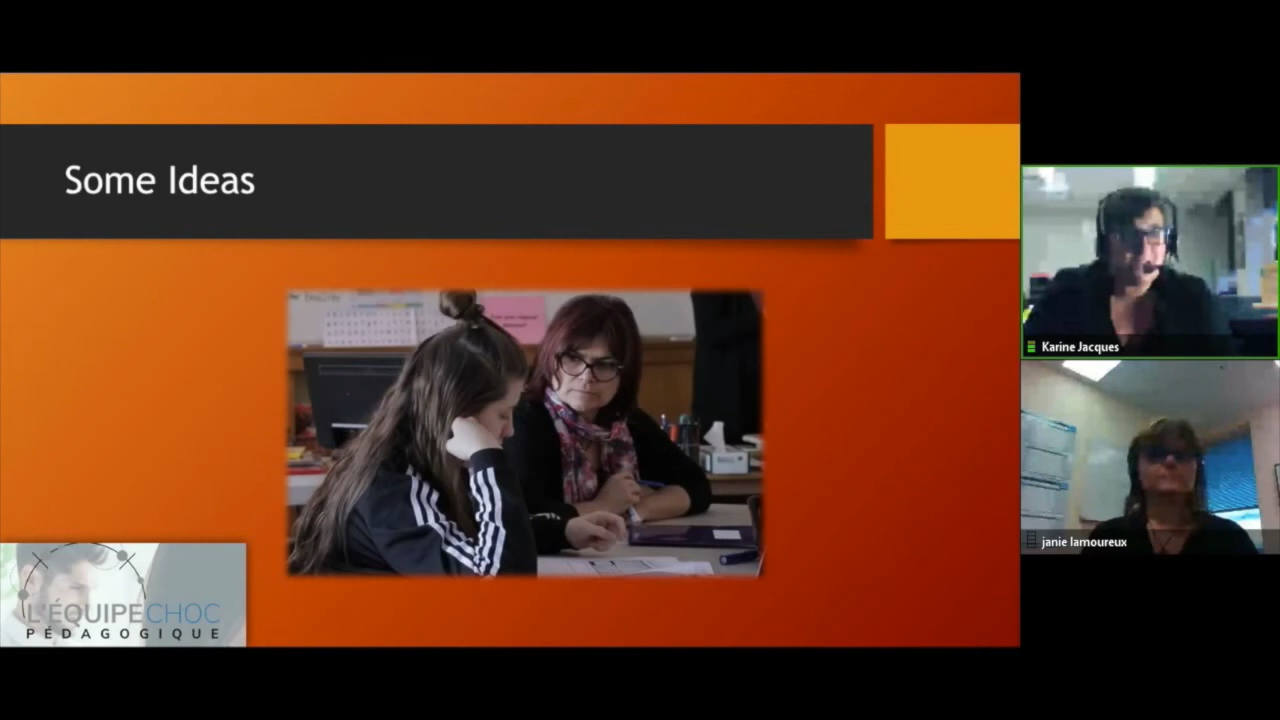 Some Ideas
L'ÉQUIPECHOC
PÉDAGOGIQUE
Karine Jacques
janie lamoureux